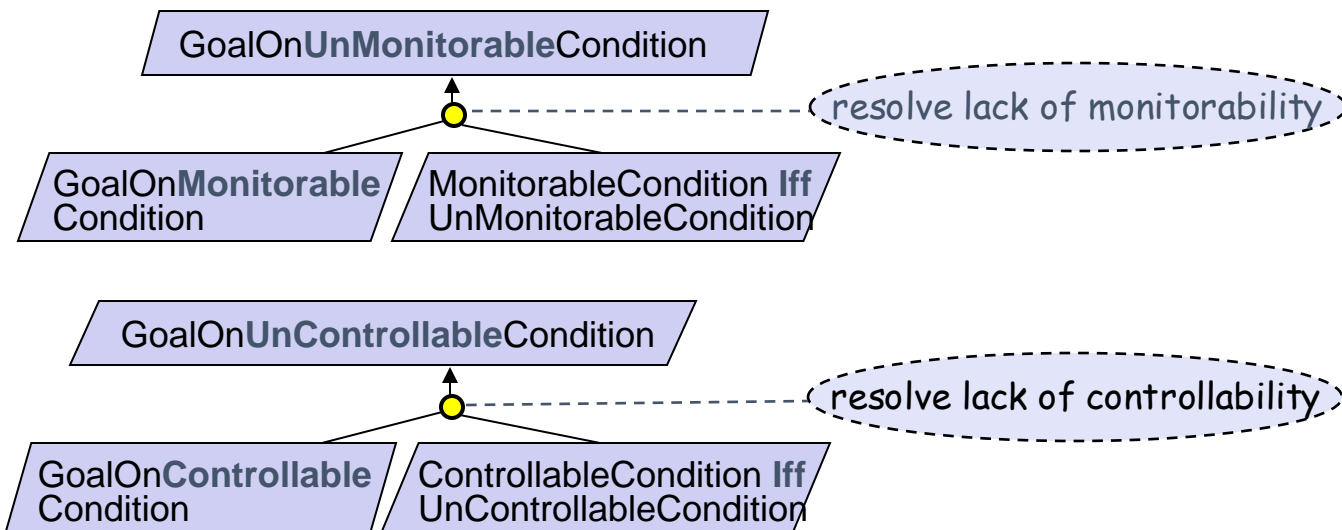 GoalOnUnMonitorableCondition
resolve lack of monitorability
GoalOnMonitorable
Condition
MonitorableCondition Iff
UnMonitorableCondition
GoalOnUnControllableCondition
resolve lack of controllability
GoalOnControllable
Condition
ControllableCondition Iff
UnControllableCondition